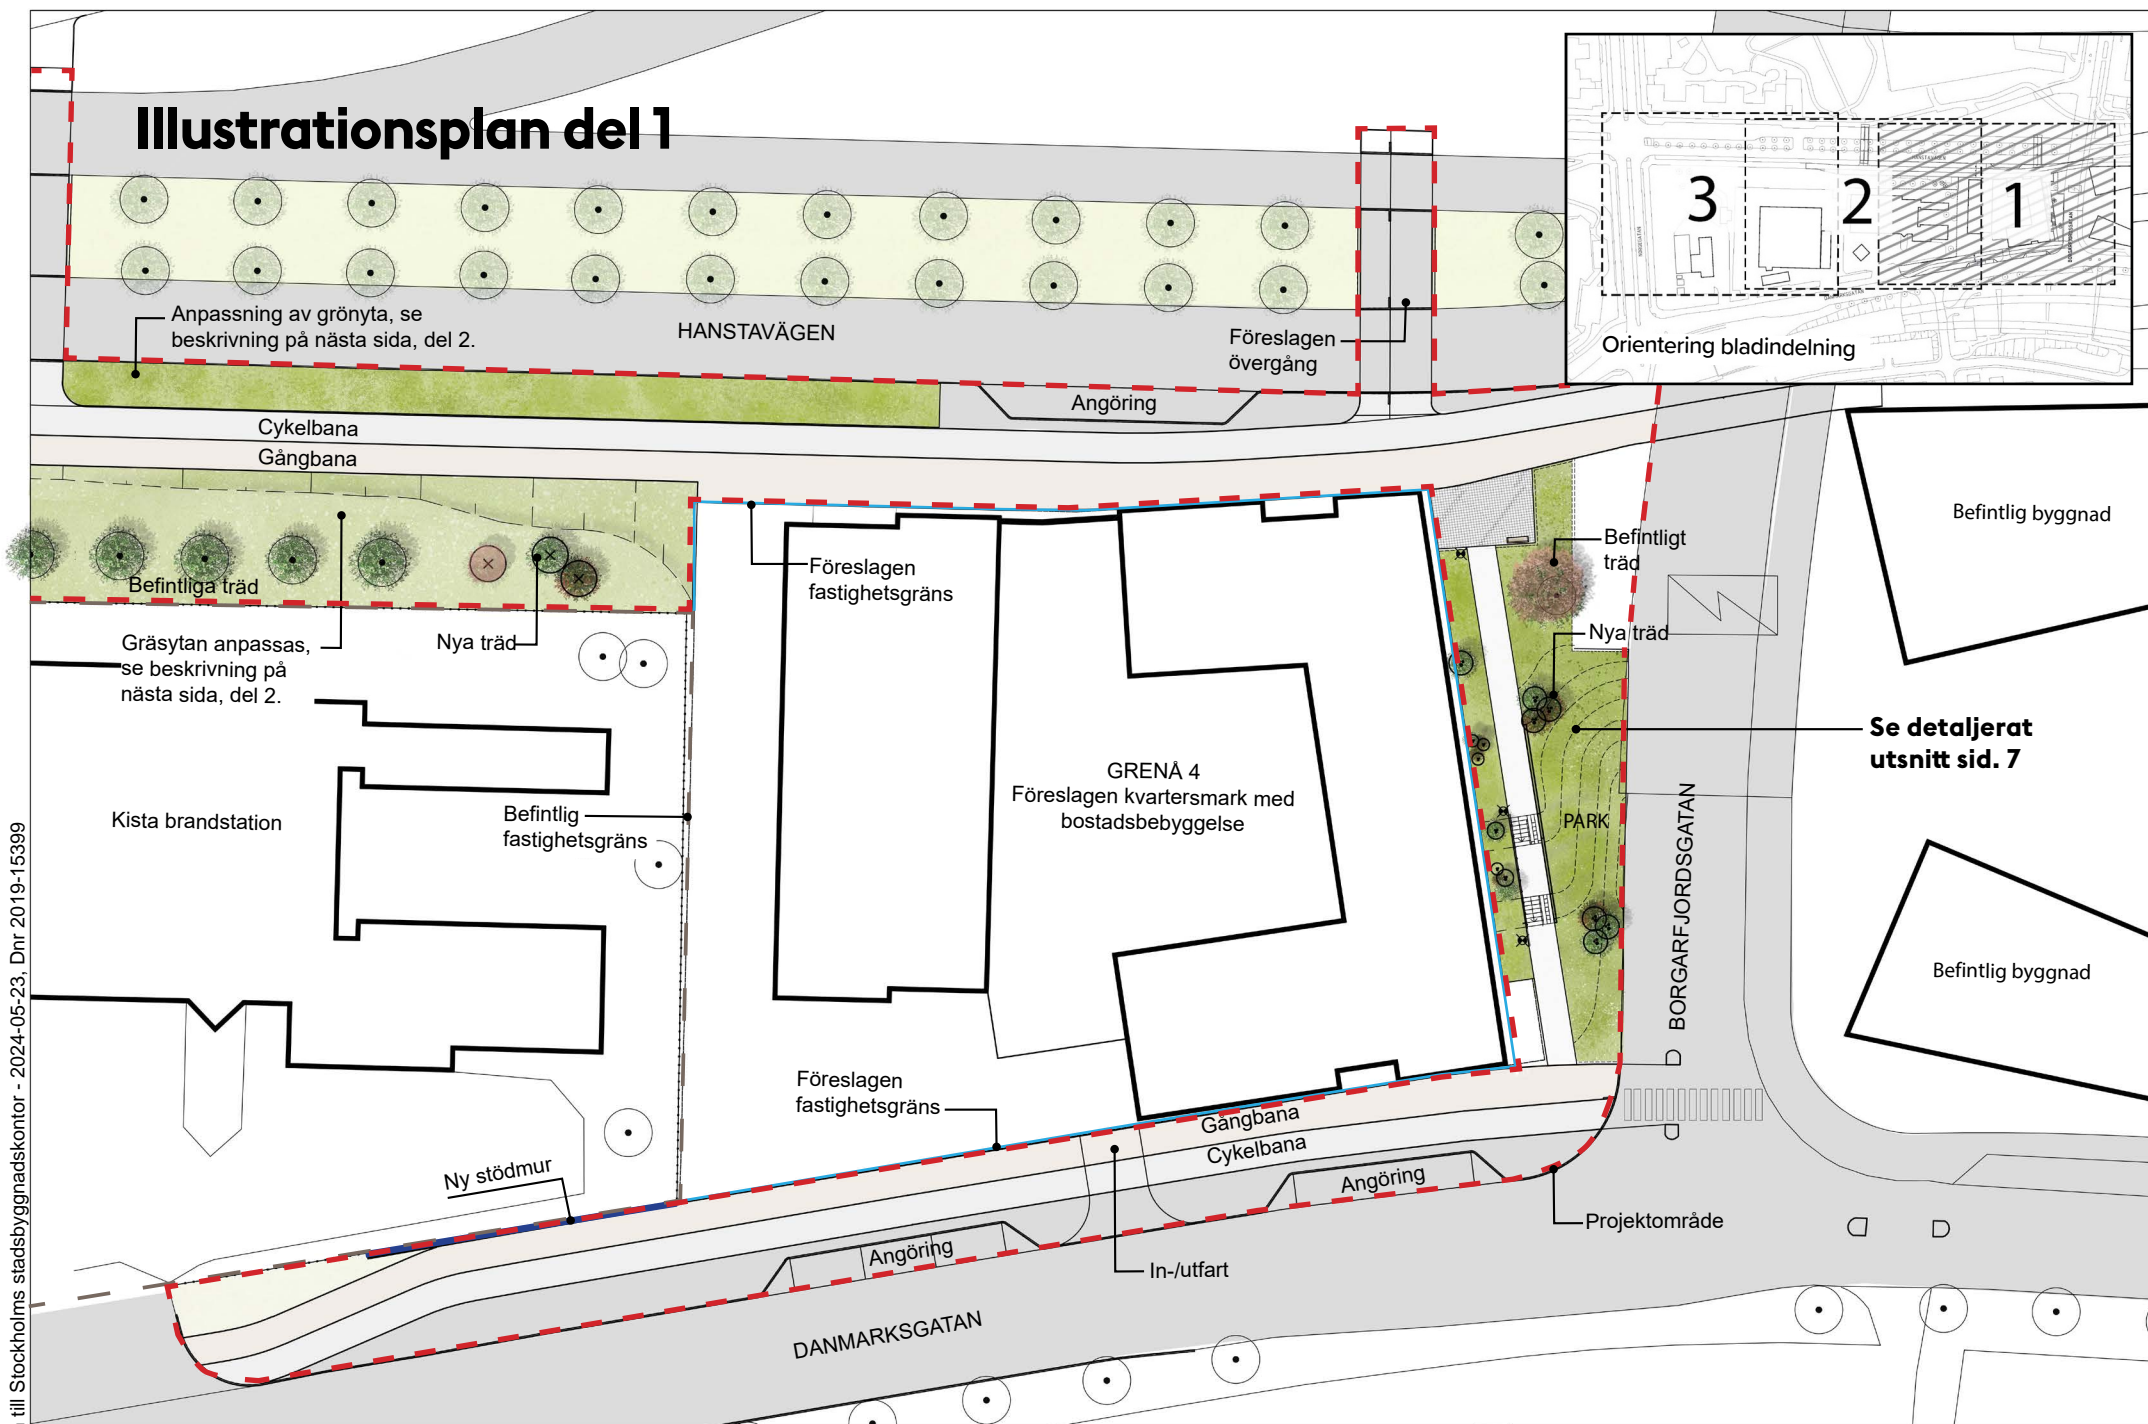 Illustrationsplan del 1
3
2
1
HANSTAVÄGEN
DANMARKSGATAN
Orientering bladindelning
Anpassning av grönyta, se
beskrivning på nästa sida, del 2.
HANSTAVÄGEN
Föreslagen
övergång
Angöring
Cykelbana
Gångbana
Befintliga träd
Gräsytan anpassas,
se beskrivning på
nästa sida, del 2.
Nya träd
Föreslagen
fastighetsgräns
Befintligt
träd
Nya träd
Befintlig byggnad
Se detaljerat
utsnitt sid. 7
GRENÅ 4
Föreslagen kvartersmark med
bostadsbebyggelse
PARK
BORGARFJORDSGATAN
Kista brandstation
Befintlig
fastighetsgräns
Befintlig byggnad
Föreslagen
fastighetsgräns
Gångbana
Cykelbana
Angöring
Ny stödmur
Projektområde
Angöring
In-/utfart
DANMARKSGATAN
till Stockholms stadsbyggnadskontor - 2024-05-23, Dnr 2019-15399